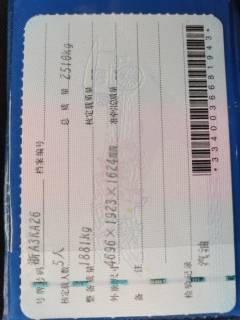 号牌号码 浙A3KA26 档案编号
核定载人数 5人 总质量 2510kg
整备质量 1881kg 核定载质量 --
外廓尺寸 4696×1923×1624mm 准牵引总质量 --
备注
检验记录 汽油
*3340036681943*